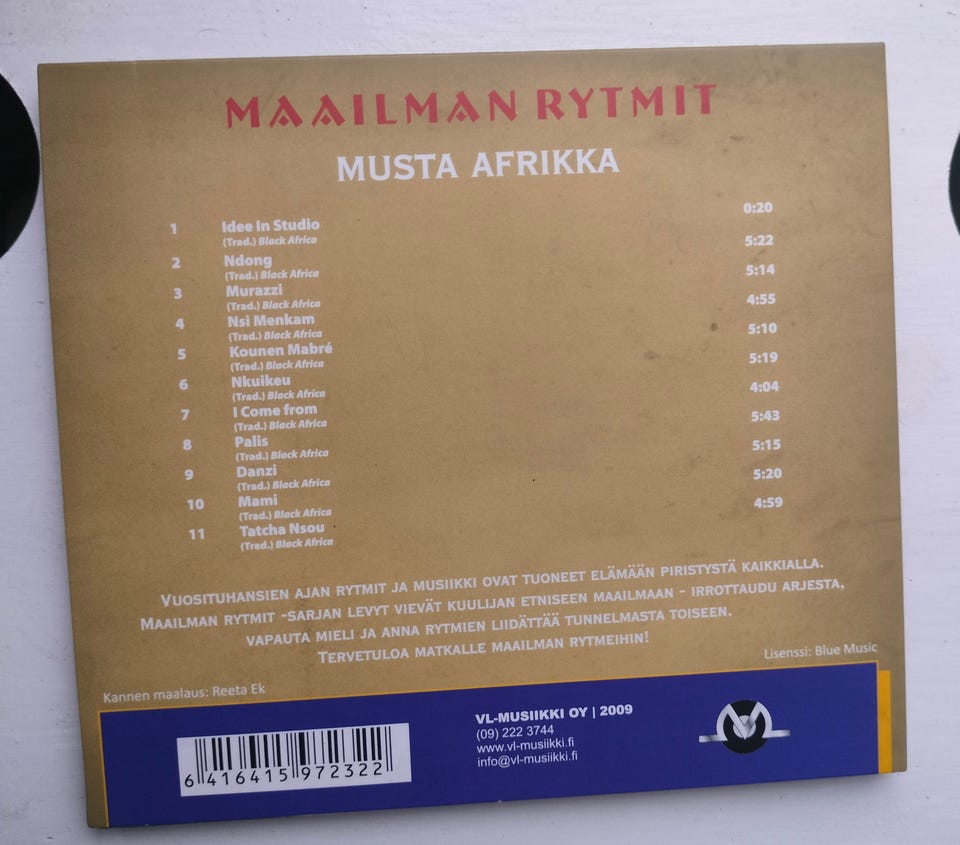 MAAILMAN RYTMIT
MUSTA AFRIKKA
1 Idee In Studio 0:20
(Trad.) Black Africa
2 Ndong 5:22
(Trad.) Black Africa
3 Murazzi 5:14
(Trad.) Black Africa
4 Nsi Menkam 4:55
(Trad.) Black Africa
5 Kounen Mabré 5:10
(Trad.) Black Africa
6 Nkuikeu 5:19
(Trad.) Black Africa
7 I Come from 4:04
(Trad.) Black Africa
8 Palis 5:43
(Trad.) Black Africa
9 Danzi 5:15
(Trad.) Black Africa
10 Mami 5:20
(Trad.) Black Africa
11 Tatcha Nsou 4:59
(Trad.) Black Africa
VUOSITUHANSIEN AJAN RYTMIT JA MUSIIKKI OVAT TUONEET ELÄMÄÄN PIRISTYSTÄ KAIKKIALLA.
MAAILMAN RYTMIT -SARJAN LEVYT VIEVÄT KUULIJAN ETNISEEN MAAILMAAN - IRROTTAUDU ARJESTA,
VAPAUTA MIELI JA ANNA RYTMIEN LIIDÄTTÄÄ TUNNELMASTA TOISEEN.
TERVETULOA MATKALLE MAAILMAN RYTMEIHIN!
Kannen maalaus: Reeta Ek
Lisenssi: Blue Music
VL-MUSIIKKI OY | 2009
(09) 222 3744
www.vl-musiikki.fi
info@vl-musiikki.fi
6 416415 972322